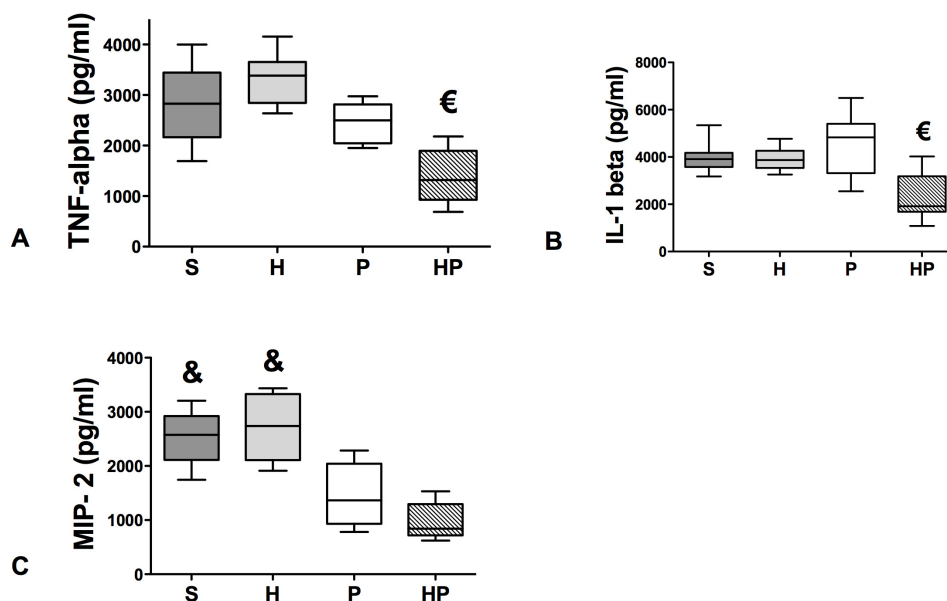 A
TNF-alpha (pg/ml)
4000
3000
2000
1000
0
€
S H P HP
B
IL-1 beta (pg/ml)
8000
6000
4000
2000
0
€
S H P HP
C
MIP- 2 (pg/ml)
4000
3000
2000
1000
0
& &
S H P HP